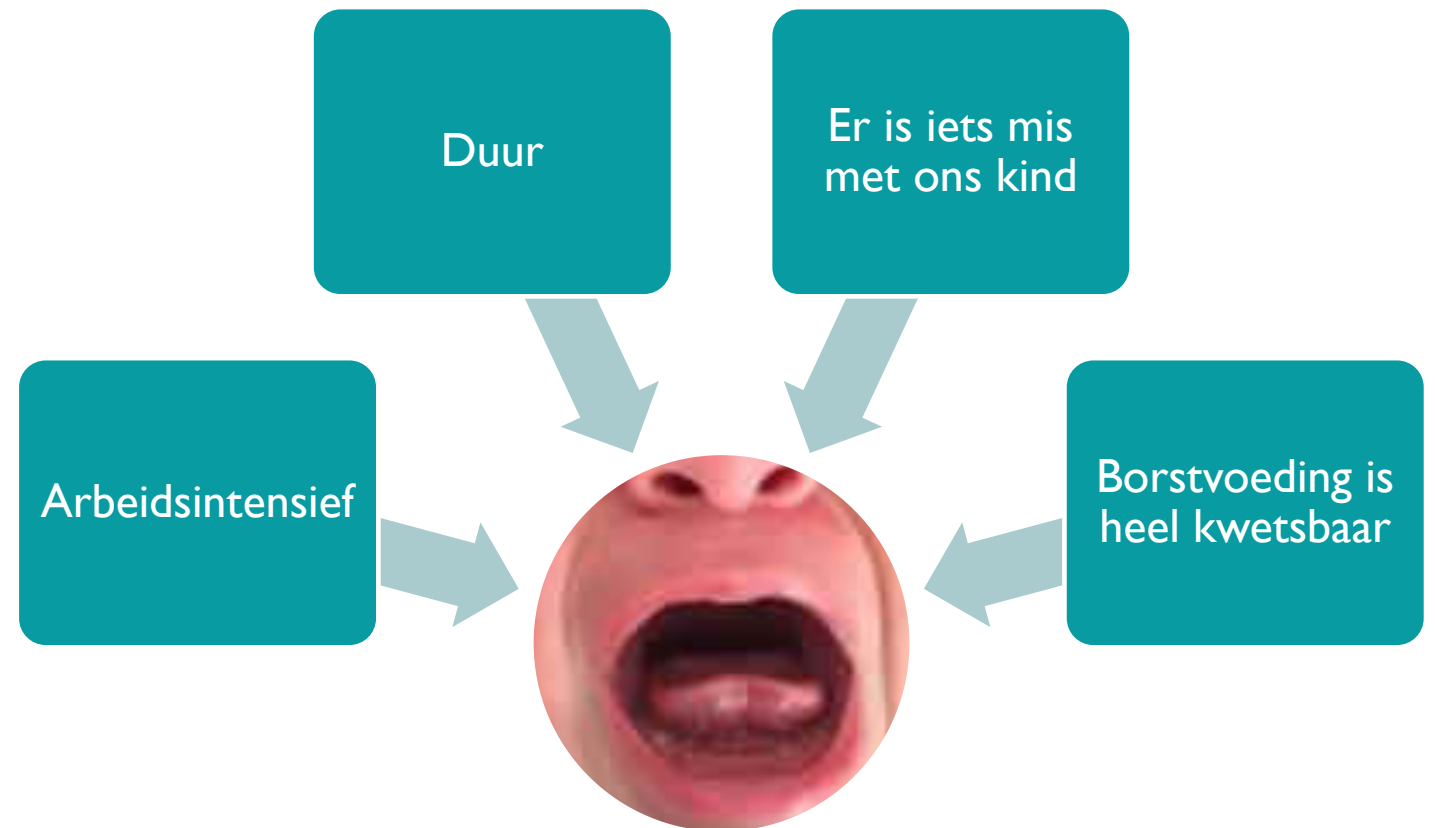 Duur
Er is iets mis
met ons kind
Arbeidsintensief
Borstvoeding is
heel kwetsbaar